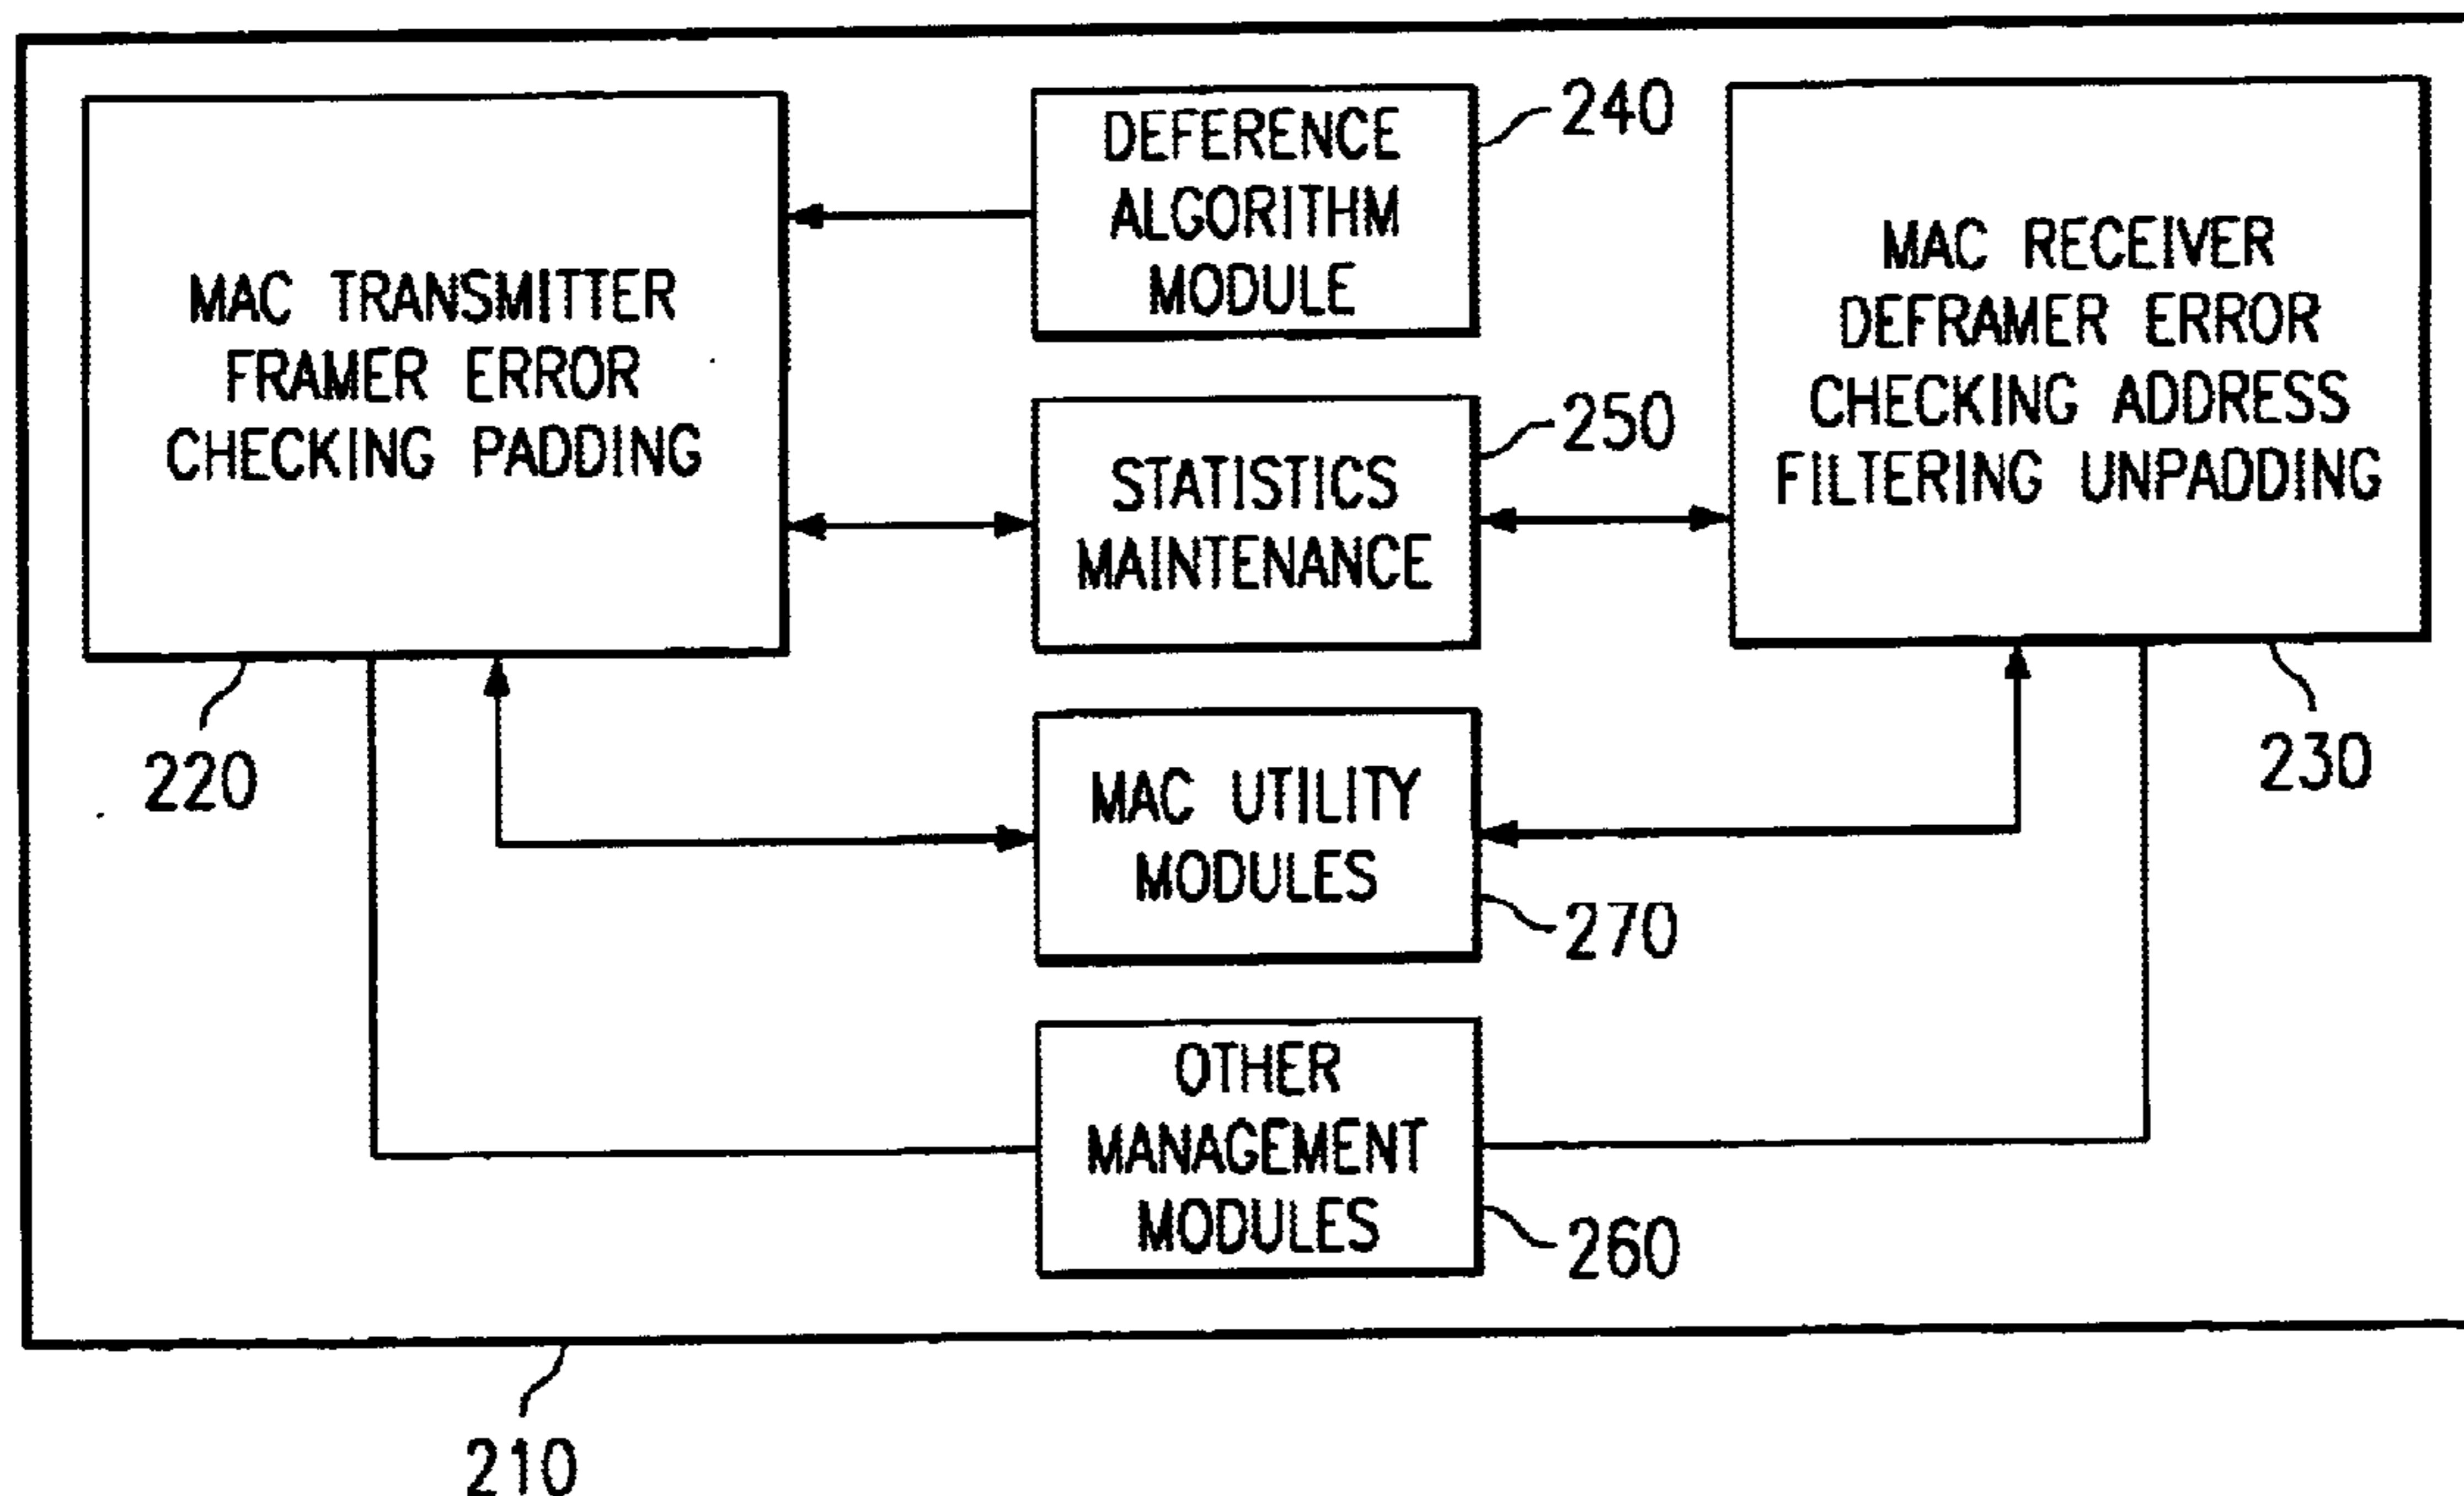 MAC TRANSMITTER
FRAMER ERROR
CHECKING PADDING
220
DEFERENCE
ALGORITHM
MODULE
240
STATISTICS
MAINTENANCE
250
MAC UTILITY
MODULES
270
OTHER
MANAGEMENT
MODULES
260
MAC RECEIVER
DEFRAMER ERROR
CHECKING ADDRESS
FILTERING UNPADDING
230
210